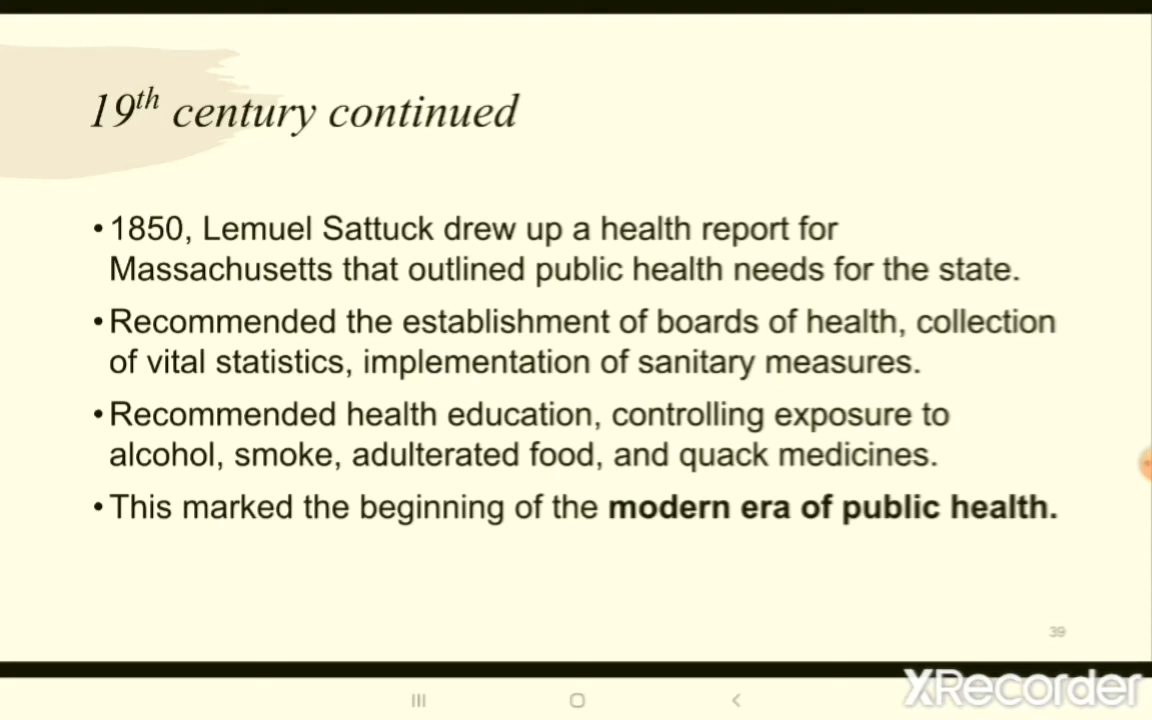 19th century continued
•1850, Lemuel Sattuck drew up a health report for
Massachusetts that outlined public health needs for the state.
•Recommended the establishment of boards of health, collection
of vital statistics, implementation of sanitary measures.
•Recommended health education, controlling exposure to
alcohol, smoke, adulterated food, and quack medicines.
•This marked the beginning of the modern era of public health.
39
XRecorder